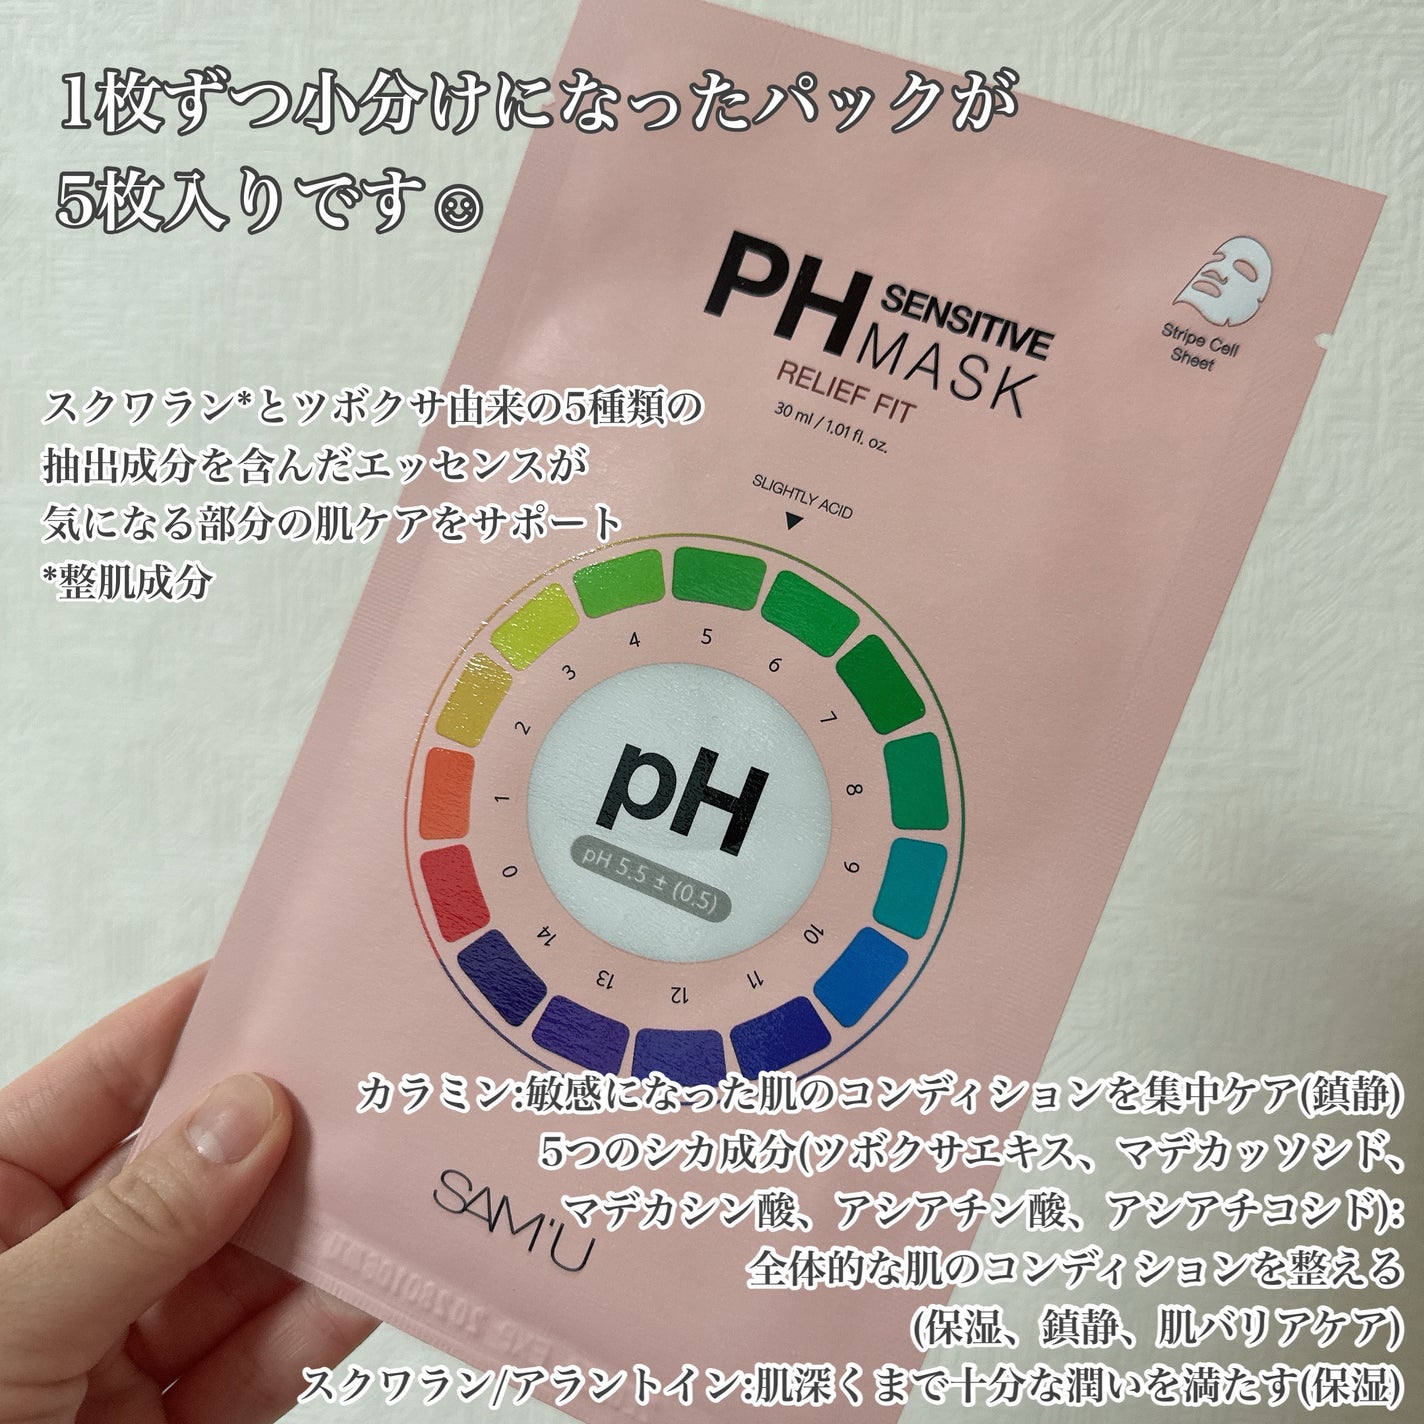 1枚ずつ小分けになったパックが
5枚入りです☺
PH SENSITIVE
MASK
RELIEF FIT
30 ml / 1.01 fl. oz.
Stripe Cell
Sheet
スクワラン*とツボクサ由来の5種類の
抽出成分を含んだエッセンスが
気になる部分の肌ケアをサポート
*整肌成分
SLIGHTLY ACID
0
1
2
3
4
5
6
7
8
9
10
11
12
13
14
pH
pH 5.5 ± (0.5)
カラミン:敏感になった肌のコンディションを集中ケア(鎮静)
5つのシカ成分(ツボクサエキス、マデカッソシド、
マデカシン酸、アシアチン酸、アシアチコシド):
全体的な肌のコンディションを整える
(保湿、鎮静、肌バリアケア)
スクワラン/アラントイン:肌深くまで十分な潤いを満たす(保湿)
SAM'U